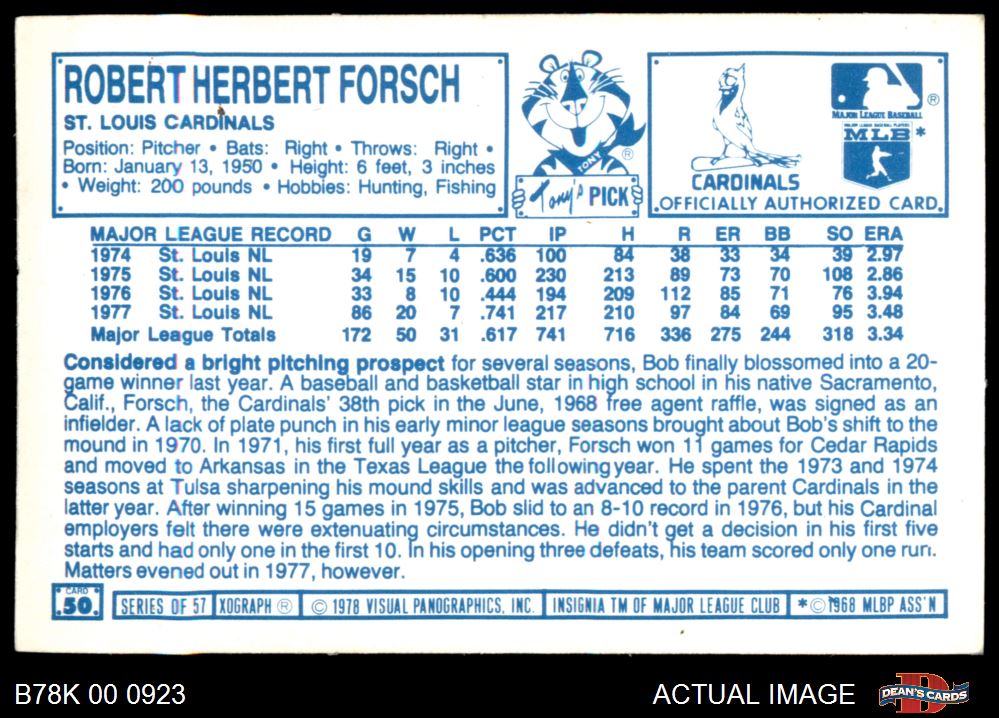 ROBERT HERBERT FORSCH
ST. LOUIS CARDINALS
Position: Pitcher • Bats: Right • Throws: Right •
Born: January 13, 1950 • Height: 6 feet, 3 inches
• Weight: 200 pounds • Hobbies: Hunting, Fishing
TONY ®
Tony's PICK
CARDINALS
OFFICIALLY AUTHORIZED CARD
®
MAJOR LEAGUE BASEBALL
MAJOR LEAGUE BASEBALL PLAYERS
MLB *
MAJOR LEAGUE RECORD G W L PCT IP H R ER BB SO ERA
1974 St. Louis NL 19 7 4 .636 100 84 38 33 34 39 2.97
1975 St. Louis NL 34 15 10 .600 230 213 89 73 70 108 2.86
1976 St. Louis NL 33 8 10 .444 194 209 112 85 71 76 3.94
1977 St. Louis NL 86 20 7 .741 217 210 97 84 69 95 3.48
Major League Totals 172 50 31 .617 741 716 336 275 244 318 3.34
Considered a bright pitching prospect for several seasons, Bob finally blossomed into a 20-
game winner last year. A baseball and basketball star in high school in his native Sacramento,
Calif., Forsch, the Cardinals' 38th pick in the June, 1968 free agent raffle, was signed as an
infielder. A lack of plate punch in his early minor league seasons brought about Bob's shift to the
mound in 1970. In 1971, his first full year as a pitcher, Forsch won 11 games for Cedar Rapids
and moved to Arkansas in the Texas League the following year. He spent the 1973 and 1974
seasons at Tulsa sharpening his mound skills and was advanced to the parent Cardinals in the
latter year. After winning 15 games in 1975, Bob slid to an 8-10 record in 1976, but his Cardinal
employers felt there were extenuating circumstances. He didn't get a decision in his first five
starts and had only one in the first 10. In his opening three defeats, his team scored only one run.
Matters evened out in 1977, however.
CARD
50
SERIES OF 57 XOGRAPH ® © 1978 VISUAL PANOGRAPHICS, INC. INSIGNIA TM OF MAJOR LEAGUE CLUB * © 1968 MLBP ASS'N
B78K 00 0923
ACTUAL IMAGE
DEAN'S CARDS